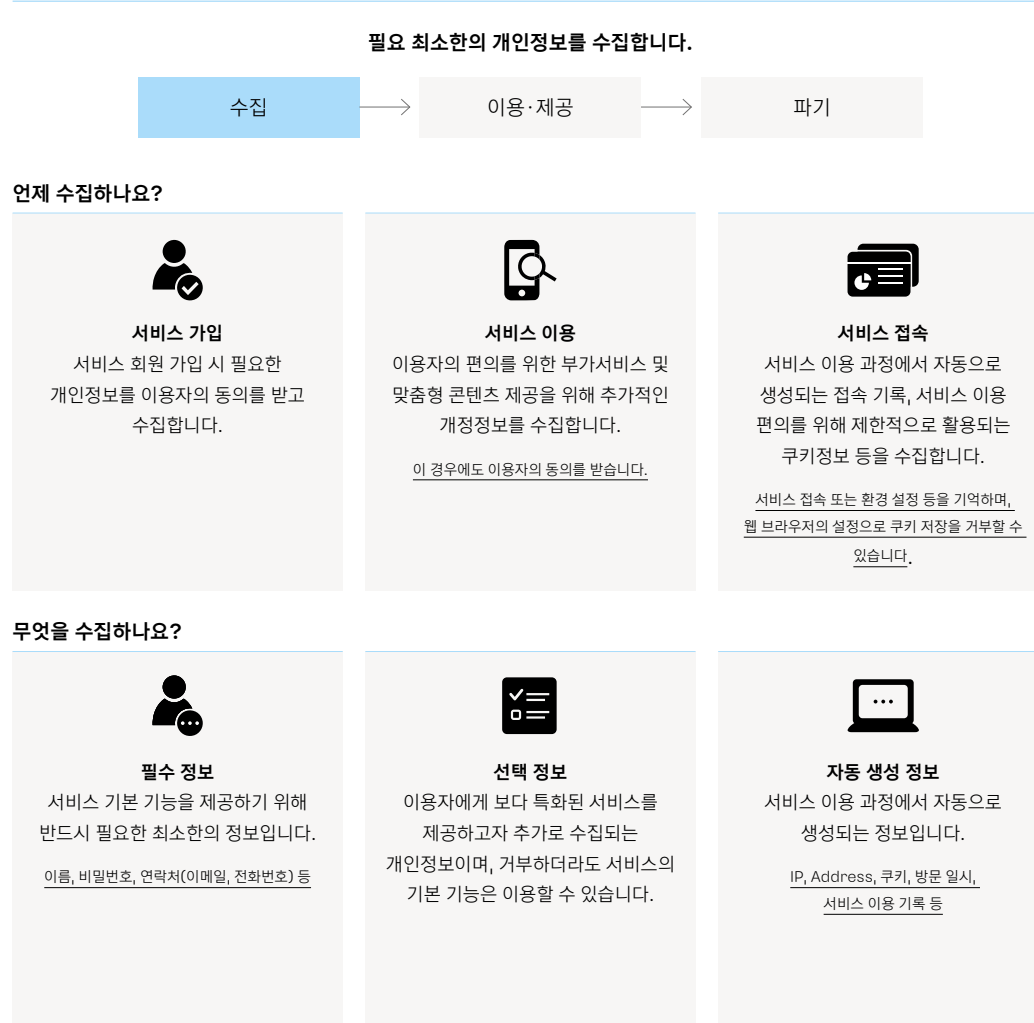 필요 최소한의 개인정보를 수집합니다.
수집
이용·제공
파기
언제 수집하나요?
서비스 가입
서비스 회원 가입 시 필요한
개인정보를 이용자의 동의를 받고
수집합니다.
서비스 이용
이용자의 편의를 위한 부가서비스 및
맞춤형 콘텐츠 제공을 위해 추가적인
개정정보를 수집합니다.
이 경우에도 이용자의 동의를 받습니다.
서비스 접속
서비스 이용 과정에서 자동으로
생성되는 접속 기록, 서비스 이용
편의를 위해 제한적으로 활용되는
쿠키정보 등을 수집합니다.
서비스 접속 또는 환경 설정 등을 기억하며,
웹 브라우저의 설정으로 쿠키 저장을 거부할 수
있습니다.
무엇을 수집하나요?
필수 정보
서비스 기본 기능을 제공하기 위해
반드시 필요한 최소한의 정보입니다.
이름, 비밀번호, 연락처(이메일, 전화번호) 등
선택 정보
이용자에게 보다 특화된 서비스를
제공하고자 추가로 수집되는
개인정보이며, 거부하더라도 서비스의
기본 기능은 이용할 수 있습니다.
자동 생성 정보
서비스 이용 과정에서 자동으로
생성되는 정보입니다.
IP, Address, 쿠키, 방문 일시,
서비스 이용 기록 등